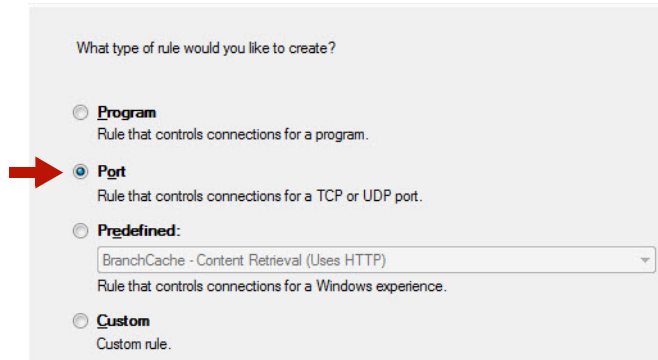 What type of rule would you like to create?
Program
Rule that controls connections for a program.
Port
Rule that controls connections for a TCP or UDP port.
Predefined:
BranchCache - Content Retrieval (Uses HTTP)
Rule that controls connections for a Windows experience.
Custom
Custom rule.